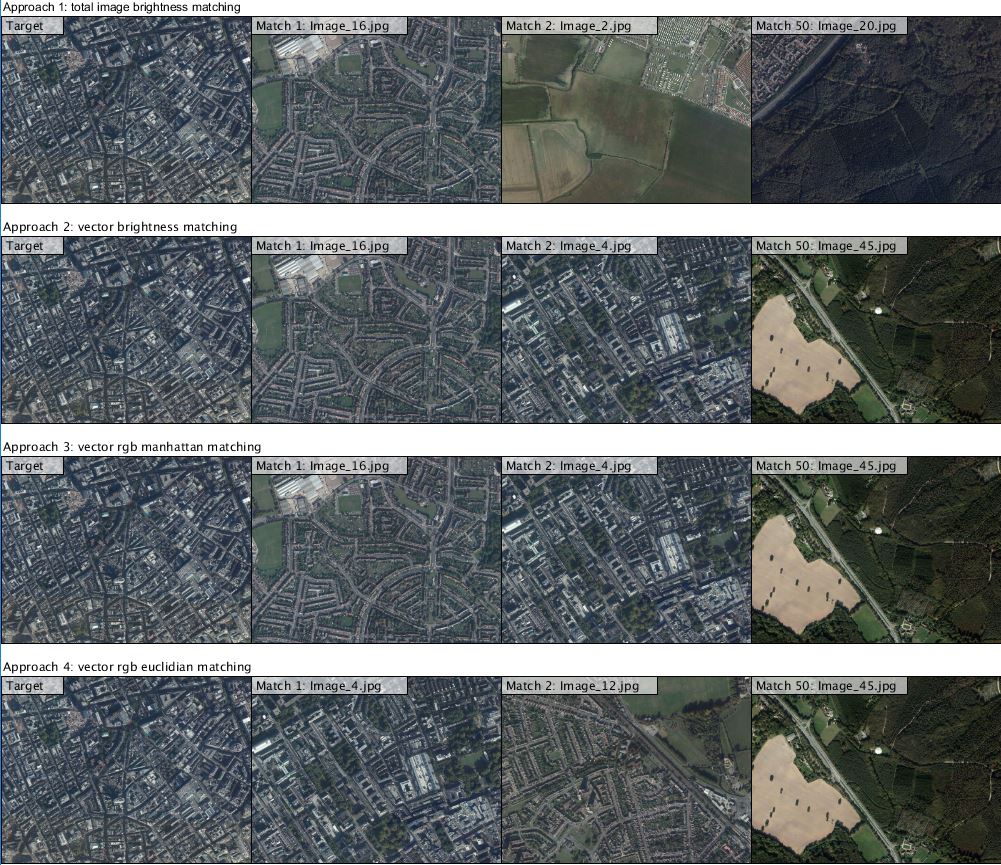 Approach 1: total image brightness matching
Target
Match 1: Image_16.jpg
Match 2: Image_2.jpg
Match 50: Image_20.jpg
Approach 2: vector brightness matching
Target
Match 1: Image_16.jpg
Match 2: Image_4.jpg
Match 50: Image_45.jpg
Approach 3: vector rgb manhattan matching
Target
Match 1: Image_16.jpg
Match 2: Image_4.jpg
Match 50: Image_45.jpg
Approach 4: vector rgb euclidian matching
Target
Match 1: Image_4.jpg
Match 2: Image_12.jpg
Match 50: Image_45.jpg